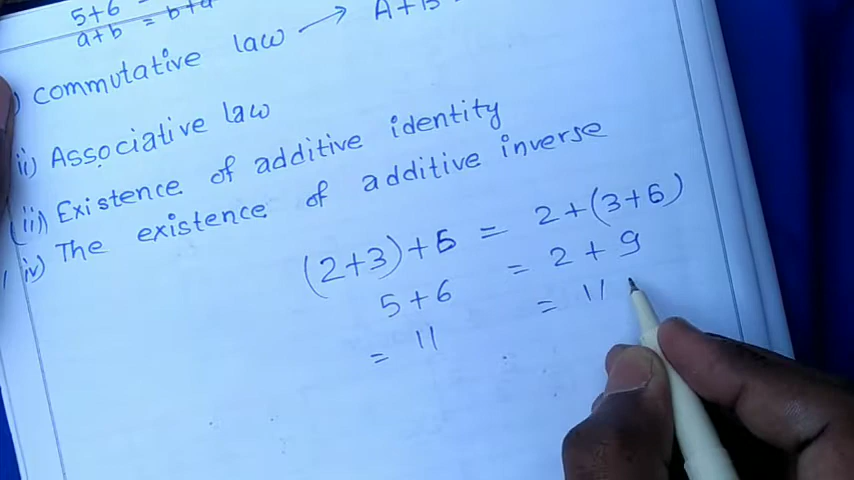 5+6 =
a+b = b+a
) Commutative law → A+B
ii) Associative law
(iii) Existence of additive identity
iv) The existence of additive inverse
(2+3)+6 = 2+(3+6)
5+6 = 2+9
= 11 = 11